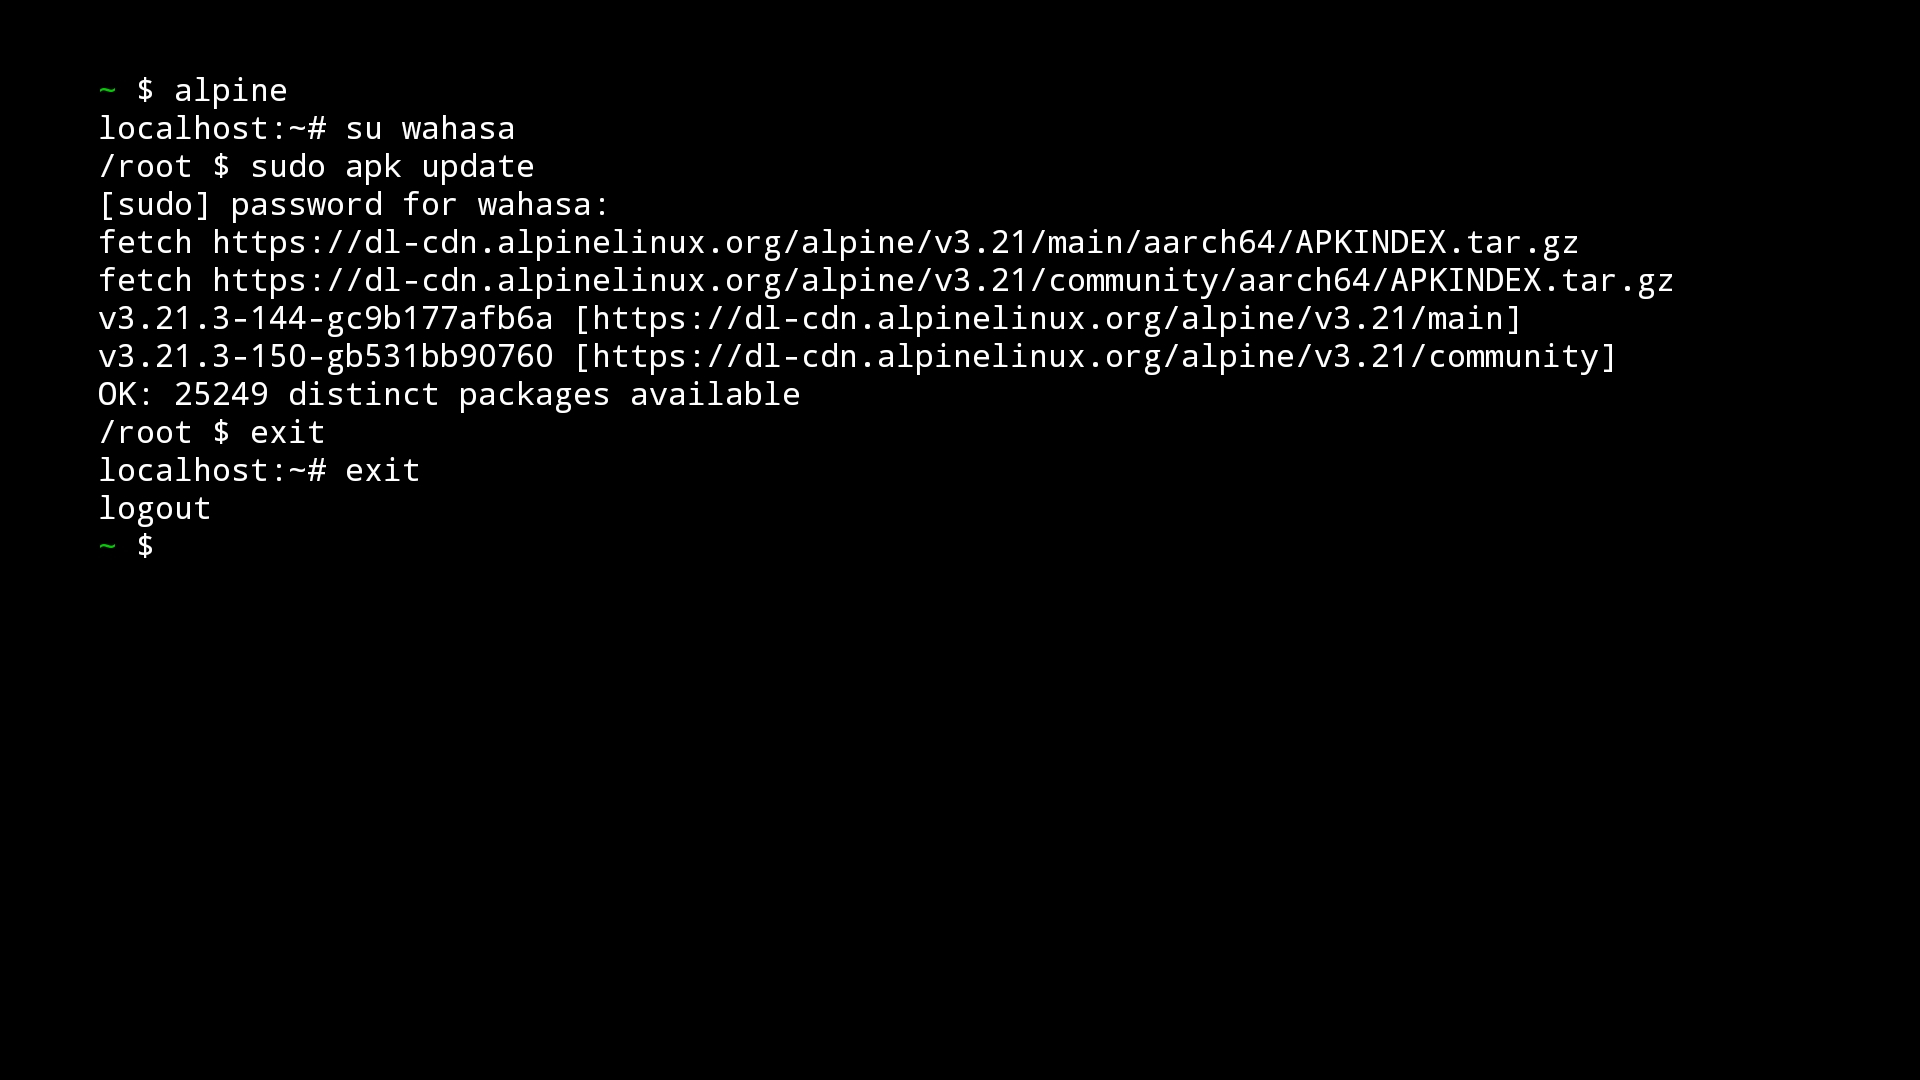 ~ $ alpine
localhost:~# su wahasa
/root $ sudo apk update
[sudo] password for wahasa:
fetch https://dl-cdn.alpinelinux.org/alpine/v3.21/main/aarch64/APKINDEX.tar.gz
fetch https://dl-cdn.alpinelinux.org/alpine/v3.21/community/aarch64/APKINDEX.tar.gz
v3.21.3-144-gc9b177afb6a [https://dl-cdn.alpinelinux.org/alpine/v3.21/main]
v3.21.3-150-gb531bb90760 [https://dl-cdn.alpinelinux.org/alpine/v3.21/community]
OK: 25249 distinct packages available
/root $ exit
localhost:~# exit
logout
~ $